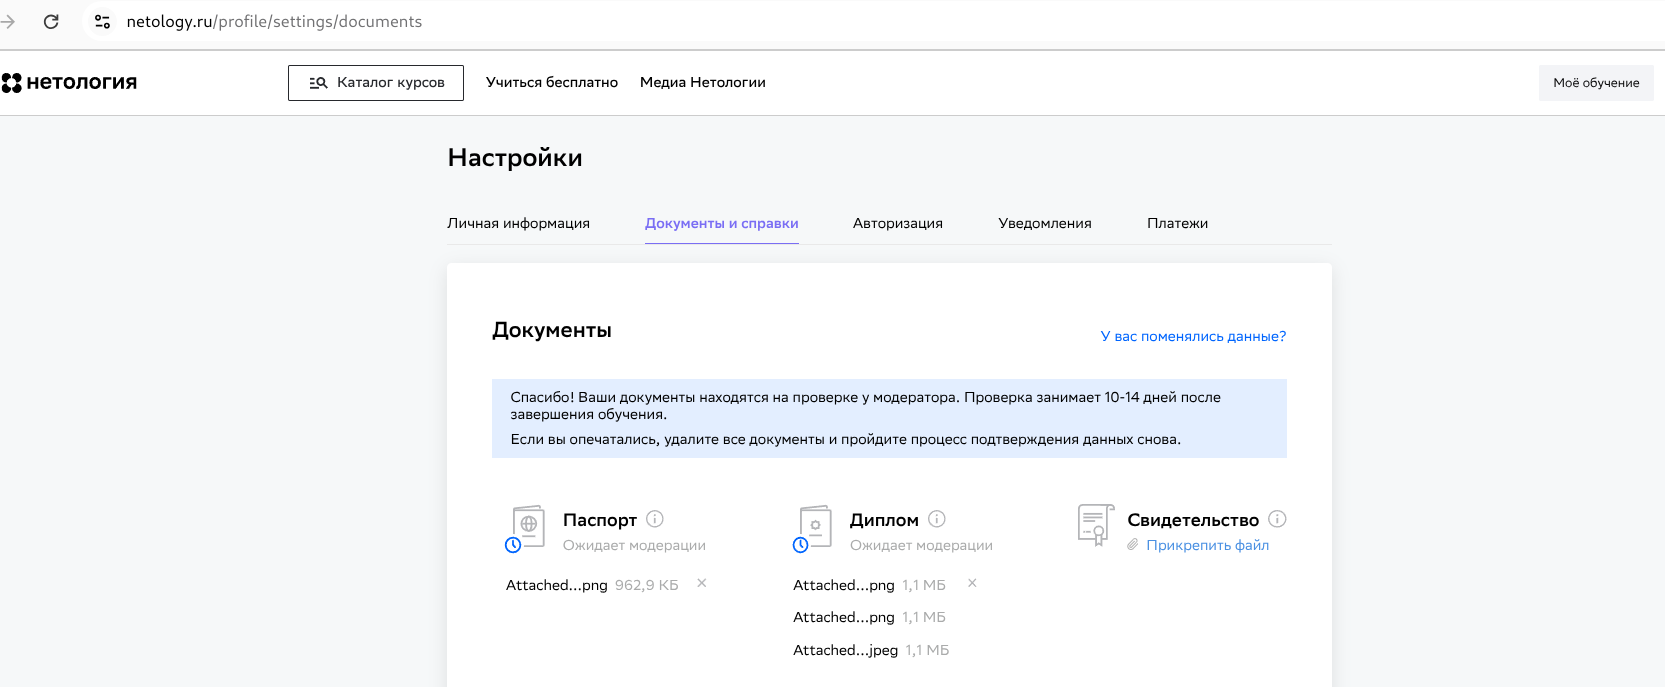 netology.ru/profile/settings/documents
нетология
Каталог курсов
Учиться бесплатно
Медиа Нетологии
Моё обучение
Настройки
Личная информация
Документы и справки
Авторизация
Уведомления
Платежи
Документы
У вас поменялись данные?
Спасибо! Ваши документы находятся на проверке у модератора. Проверка занимает 10-14 дней после
завершения обучения.
Если вы опечатались, удалите все документы и пройдите процесс подтверждения данных снова.
Паспорт
Ожидает модерации
Attached...png 962,9 КБ
Диплом
Ожидает модерации
Attached...png 1,1 МБ
Attached...png 1,1 МБ
Attached...jpeg 1,1 МБ
Свидетельство
Прикрепить файл